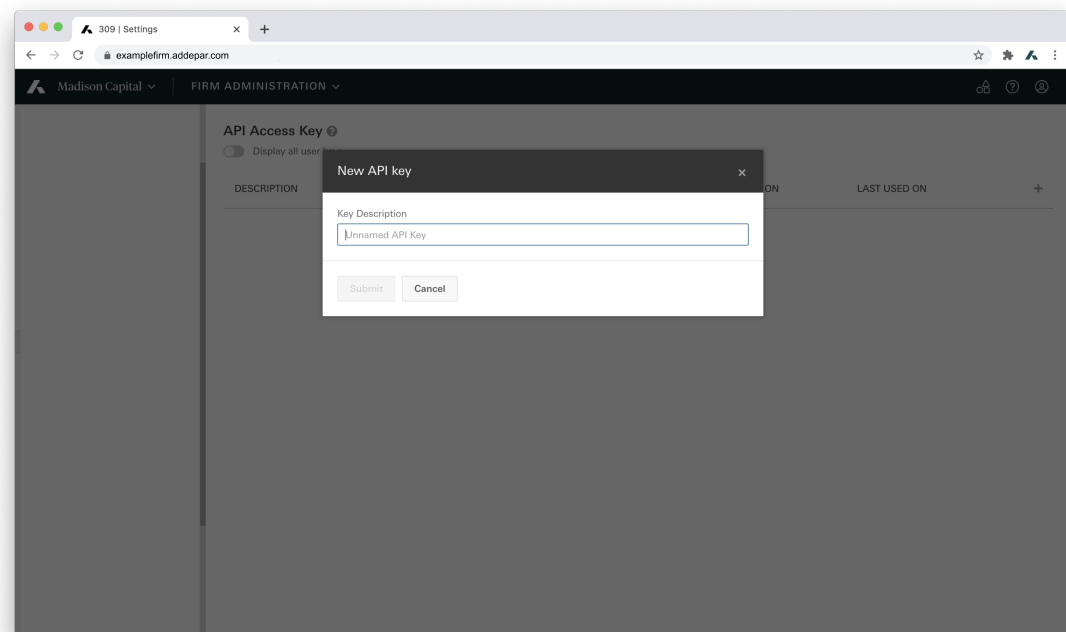 309 | Settings
examplefirm.addepar.com
Madison Capital
FIRM ADMINISTRATION
API Access Key
Display all user
New API key
DESCRIPTION
ON
LAST USED ON
Key Description
Unnamed API Key
Submit
Cancel